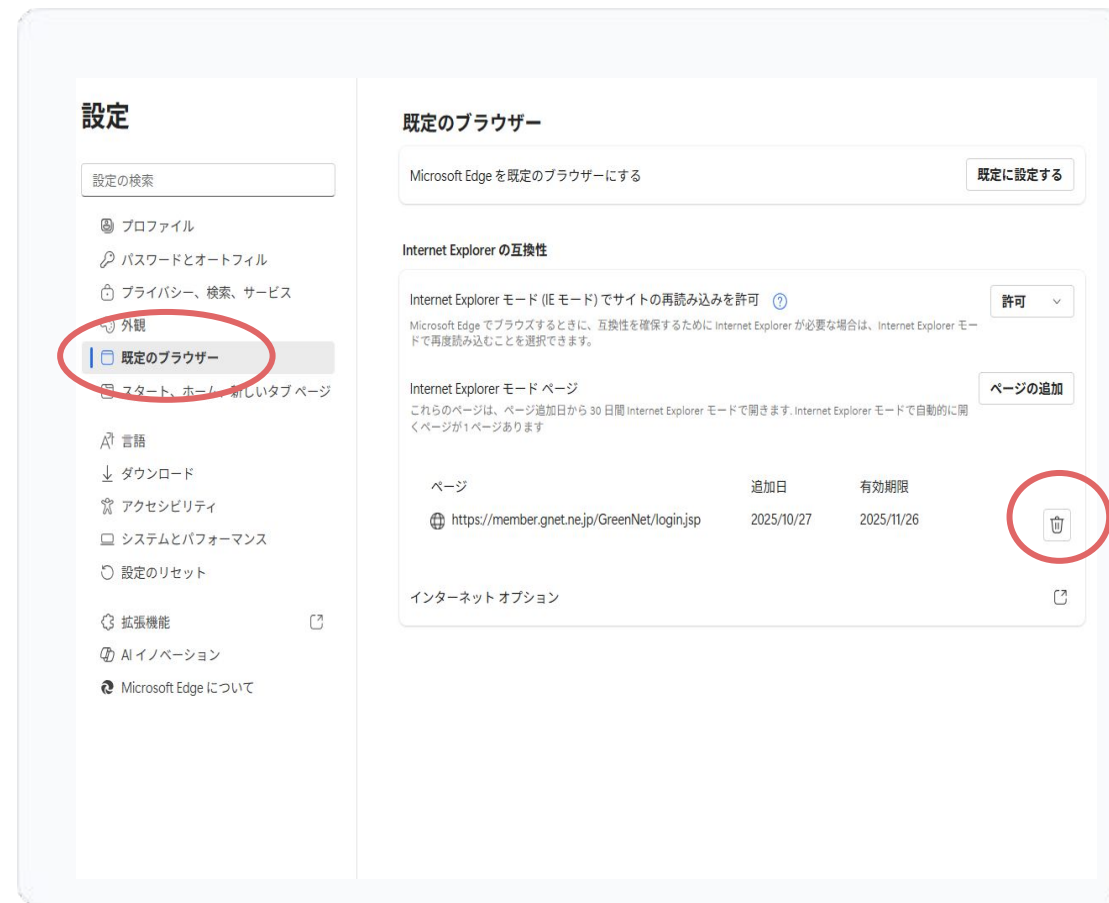 設定
設定の検索
プロファイル
パスワードとオートフィル
プライバシー、検索、サービス
外観
既定のブラウザー
スタート、ホーム、新しいタブ ページ
言語
ダウンロード
アクセシビリティ
システムとパフォーマンス
設定のリセット
拡張機能
AI イノベーション
Microsoft Edge について
既定のブラウザー
Microsoft Edge を既定のブラウザーにする
既定に設定する
Internet Explorer の互換性
Internet Explorer モード (IE モード) でサイトの再読み込みを許可
許可
Microsoft Edge でブラウズするときに、互換性を確保するために Internet Explorer が必要な場合は、Internet Explorer モー
ドで再度読み込むことを選択できます。
Internet Explorer モード ページ
ページの追加
これらのページは、ページ追加日から 30 日間 Internet Explorer モードで開きます. Internet Explorer モードで自動的に開
くページが 1 ページあります
ページ 追加日 有効期限
https://member.gnet.ne.jp/GreenNet/login.jsp 2025/10/27 2025/11/26
インターネット オプション